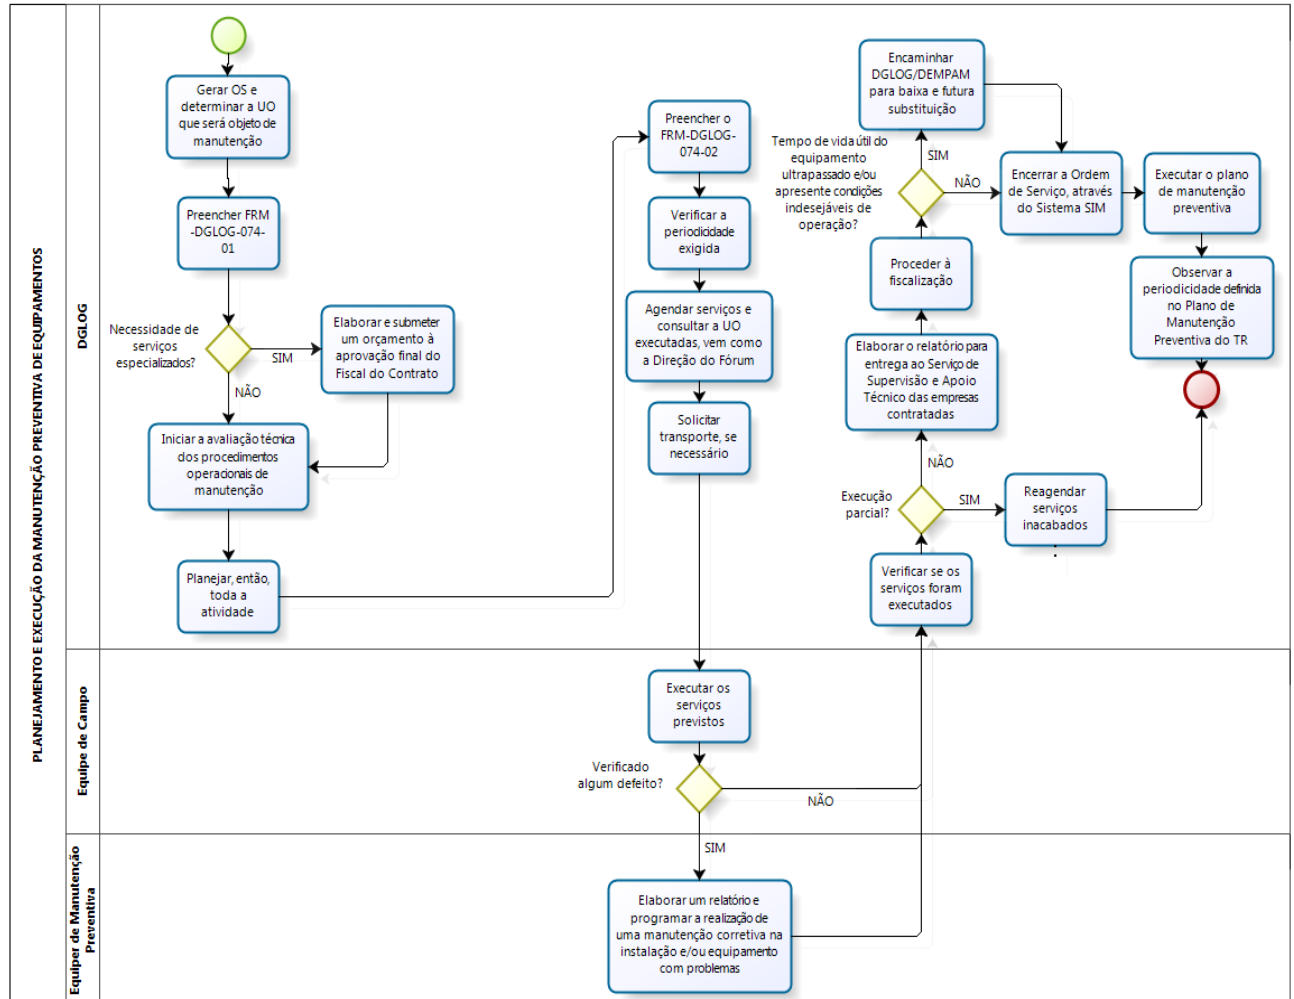 PLANEJAMENTO E EXECUÇÃO DA MANUTENÇÃO PREVENTIVA DE EQUIPAMENTOS
DGLOG
Gerar OS e
determinar a UO
que será objeto de
manutenção
Preencher FRM
-DGLOG-074-
01
Necessidade de
serviços
especializados?
SIM
NÃO
Elaborar e submeter
um orçamento à
aprovação final do
Fiscal do Contrato
Iniciar a avaliação técnica
dos procedimentos
operacionais de
manutenção
Planejar, então,
toda a
atividade
Preencher o
FRM-DGLOG-
074-02
Verificar a
periodicidade
exigida
Agendar serviços e
consultar a UO
executadas, vem como
a Direção do Fórum
Solicitar
transporte, se
necessário
Encaminhar
DGLOG/DEMPAM
para baixa e futura
substituição
Tempo de vida útil do
equipamento
ultrapassado e/ou
apresente condições
indesejáveis de
operação?
SIM
NÃO
Encerrar a Ordem
de Serviço, através
do Sistema SIM
Executar o plano
de manutenção
preventiva
Observar a
periodicidade definida
no Plano de
Manutenção
Preventiva do TR
Proceder à
fiscalização
Elaborar o relatório para
entrega ao Serviço de
Supervisão e Apoio
Técnico das empresas
contratadas
NÃO
Execução
parcial?
SIM
Reagendar
serviços
inacabados
Verificar se os
serviços foram
executados
Equipe de Campo
Executar os
serviços
previstos
Verificado
algum defeito?
NÃO
SIM
Equiper de Manutenção
Preventiva
Elaborar um relatório e
programar a realização de
uma manutenção corretiva na
instalação e/ou equipamento
com problemas